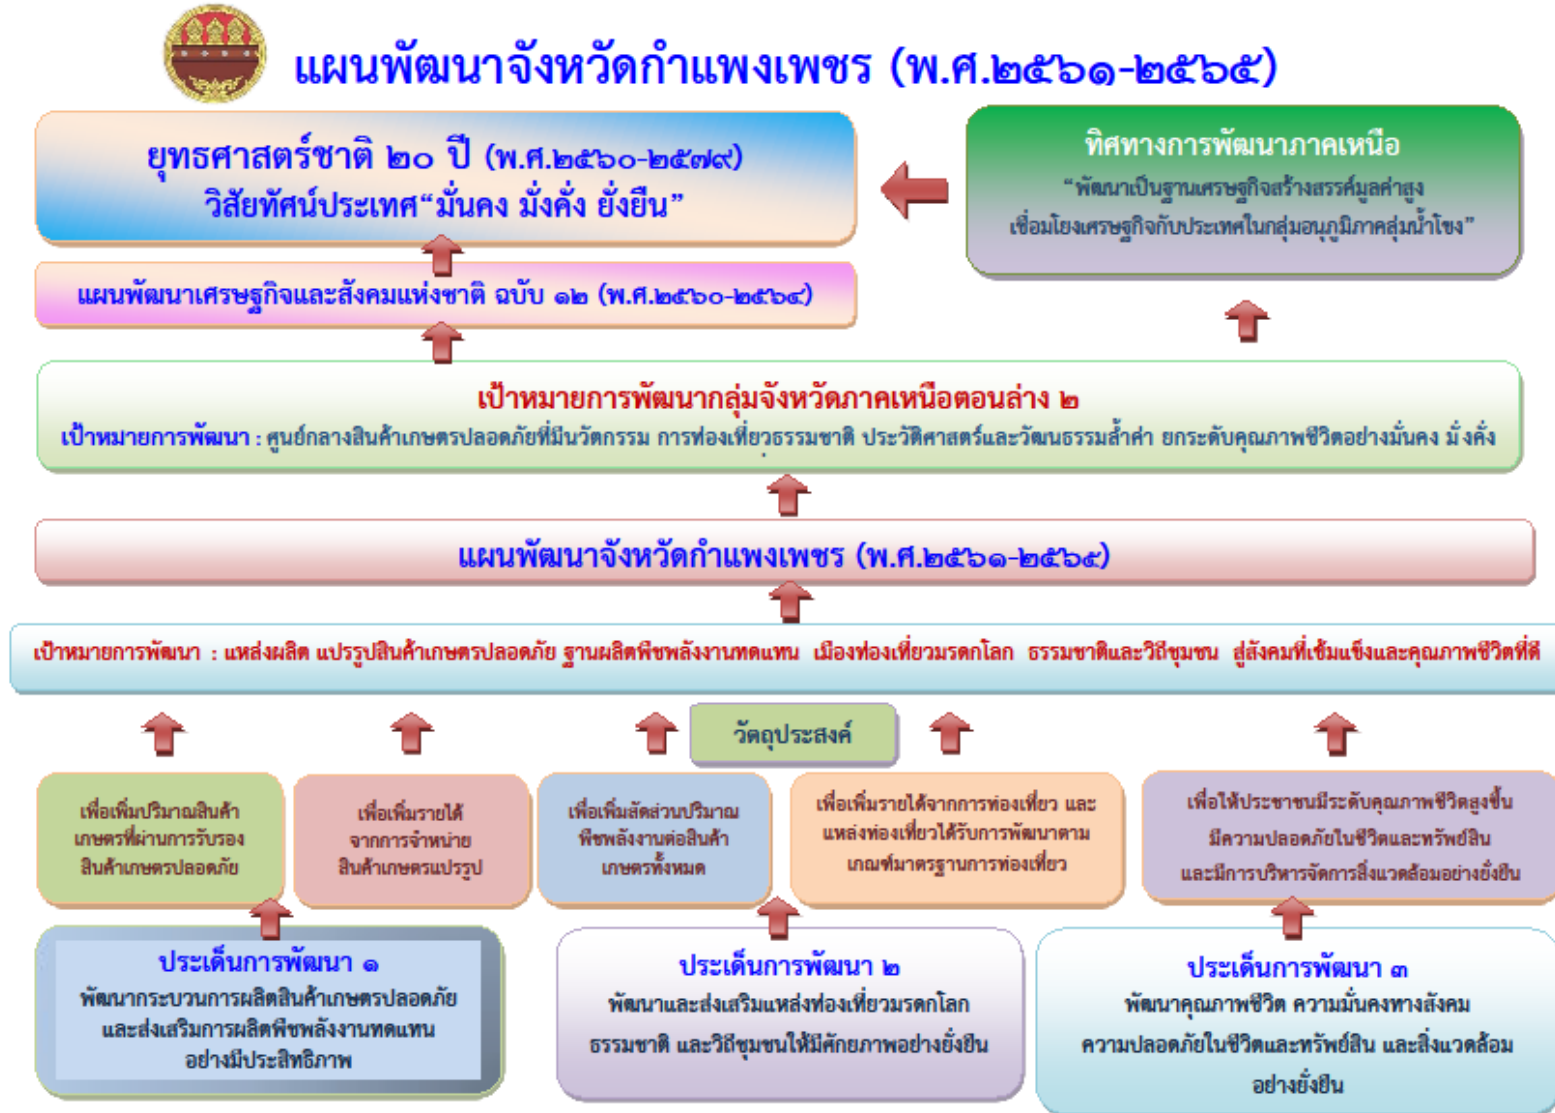 แผนพัฒนาจังหวัดกำแพงเพชร (พ.ศ.๒๕๖๑-๒๕๖๕)
ยุทธศาสตร์ชาติ ๒๐ ปี (พ.ศ.๒๕๖๐-๒๕๗๙)
วิสัยทัศน์ประเทศ“มั่นคง มั่งคั่ง ยั่งยืน”
ทิศทางการพัฒนาภาคเหนือ
“พัฒนาเป็นฐานเศรษฐกิจสร้างสรรค์มูลค่าสูง
เชื่อมโยงเศรษฐกิจกับประเทศในกลุ่มอนุภูมิภาคลุ่มน้ำโขง”
แผนพัฒนาเศรษฐกิจและสังคมแห่งชาติ ฉบับ ๑๒ (พ.ศ.๒๕๖๐-๒๕๖๔)
เป้าหมายการพัฒนากลุ่มจังหวัดภาคเหนือตอนล่าง ๒
เป้าหมายการพัฒนา : ศูนย์กลางสินค้าเกษตรปลอดภัยที่มีนวัตกรรม การท่องเที่ยวธรรมชาติ ประวัติศาสตร์และวัฒนธรรมล้ำค่า ยกระดับคุณภาพชีวิตอย่างมั่นคง มั่งคั่ง
แผนพัฒนาจังหวัดกำแพงเพชร (พ.ศ.๒๕๖๑-๒๕๖๕)
เป้าหมายการพัฒนา : แหล่งผลิต แปรรูปสินค้าเกษตรปลอดภัย ฐานผลิตพืชพลังงานทดแทน เมืองท่องเที่ยวมรดกโลก ธรรมชาติและวิถีชุมชน สู่สังคมที่เข้มแข็งและคุณภาพชีวิตที่ดี
วัตถุประสงค์
เพื่อเพิ่มปริมาณสินค้า
เกษตรที่ผ่านการรับรอง
สินค้าเกษตรปลอดภัย
เพื่อเพิ่มรายได้
จากการจำหน่าย
สินค้าเกษตรแปรรูป
เพื่อเพิ่มสัดส่วนปริมาณ
พืชพลังงานต่อสินค้า
เกษตรทั้งหมด
เพื่อเพิ่มรายได้จากการท่องเที่ยว และ
แหล่งท่องเที่ยวได้รับการพัฒนาตาม
เกณฑ์มาตรฐานการท่องเที่ยว
เพื่อให้ประชาชนมีระดับคุณภาพชีวิตสูงขึ้น
มีความปลอดภัยในชีวิตและทรัพย์สิน
และมีการบริหารจัดการสิ่งแวดล้อมอย่างยั่งยืน
ประเด็นการพัฒนา ๑
พัฒนากระบวนการผลิตสินค้าเกษตรปลอดภัย
และส่งเสริมการผลิตพืชพลังงานทดแทน
อย่างมีประสิทธิภาพ
ประเด็นการพัฒนา ๒
พัฒนาและส่งเสริมแหล่งท่องเที่ยวมรดกโลก
ธรรมชาติ และวิถีชุมชนให้มีศักยภาพอย่างยั่งยืน
ประเด็นการพัฒนา ๓
พัฒนาคุณภาพชีวิต ความมั่นคงทางสังคม
ความปลอดภัยในชีวิตและทรัพย์สิน และสิ่งแวดล้อม
อย่างยั่งยืน